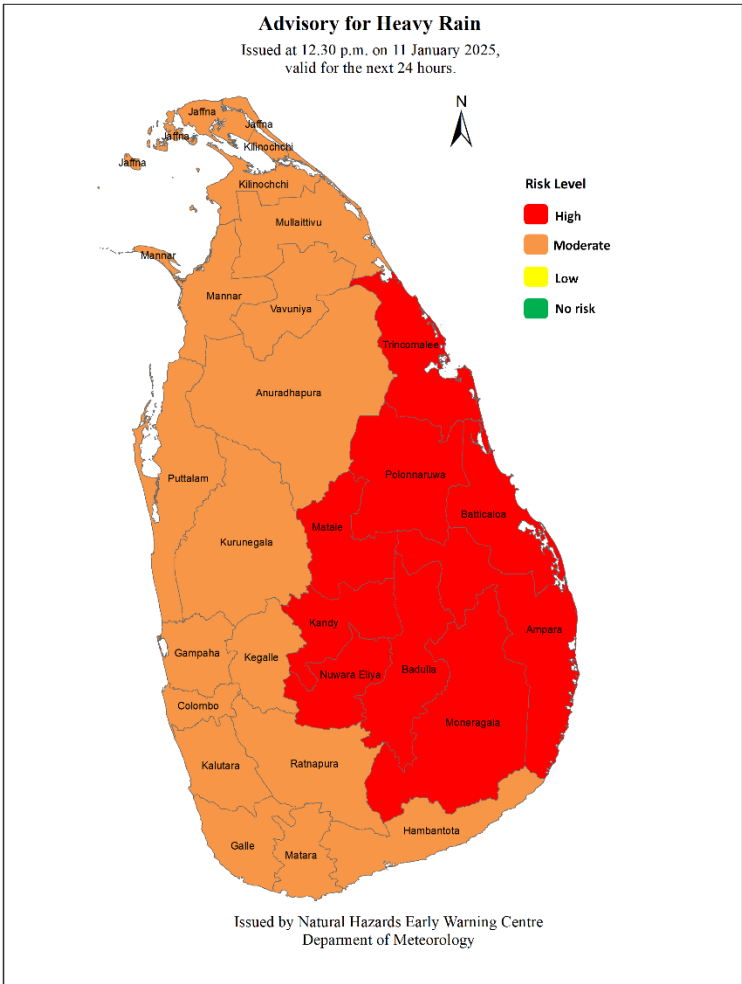 Advisory for Heavy Rain
Issued at 12.30 p.m. on 11 January 2025,
valid for the next 24 hours.
N
Jaffna
Jaffna
Jaffna
Kilinochchi
Jaffna
Kilinochchi
Risk Level
High
Moderate
Low
No risk
Mullaittivu
Mannar
Mannar
Vavuniya
Trincomalee
Anuradhapura
Puttalam
Polonnaruwa
Batticaloa
Matale
Kurunegala
Kandy
Ampara
Gampaha
Kegalle
Nuwara Eliya
Badulla
Colombo
Moneragala
Kalutara
Ratnapura
Hambantota
Galle
Matara
Issued by Natural Hazards Early Warning Centre
Deparment of Meteorology